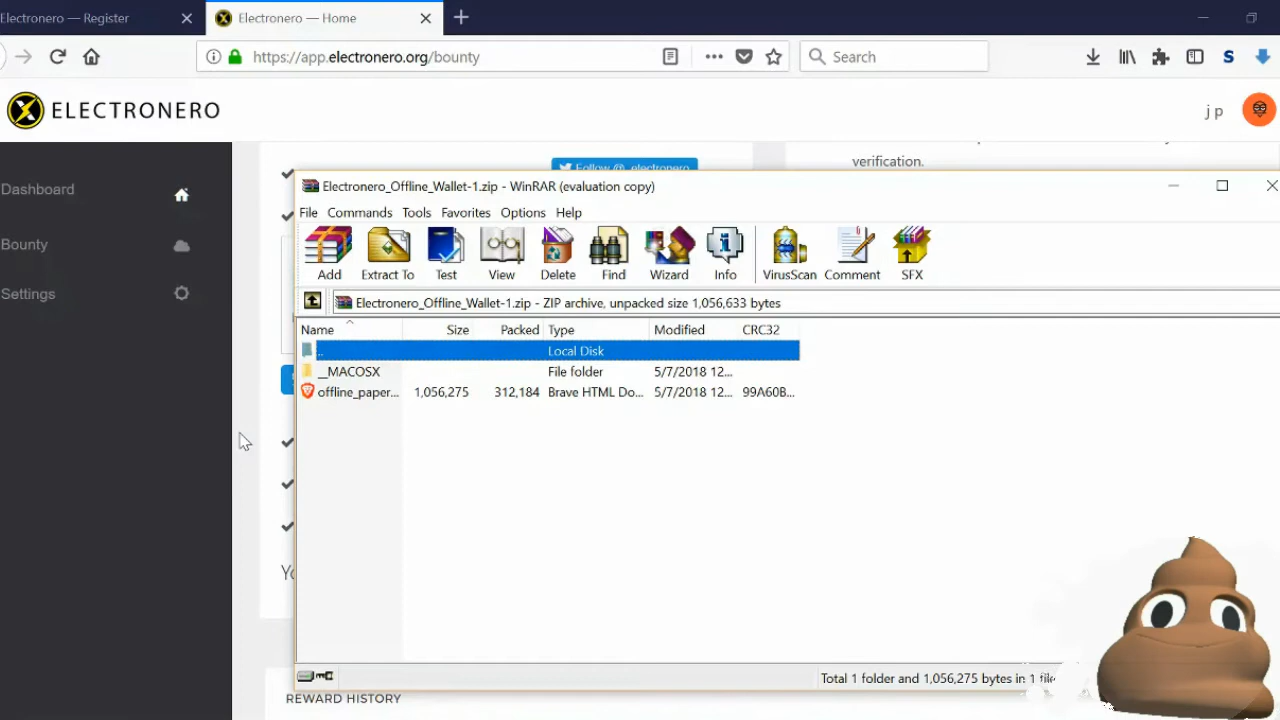 Electronero — Register
Electronero — Home
https://app.electronero.org/bounty
Search
ELECTRONERO
j p
Dashboard
Bounty
Settings
Follow @_electronero
verification.
Electronero_Offline_Wallet-1.zip - WinRAR (evaluation copy)
File Commands Tools Favorites Options Help
Add Extract To Test View Delete Find Wizard Info VirusScan Comment SFX
Electronero_Offline_Wallet-1.zip - ZIP archive, unpacked size 1,056,633 bytes
Name Size Packed Type Modified CRC32
.. Local Disk
__MACOSX File folder 5/7/2018 12...
offline_paper... 1,056,275 312,184 Brave HTML Do... 5/7/2018 12... 99A60B...
Total 1 folder and 1,056,275 bytes in 1 file
REWARD HISTORY